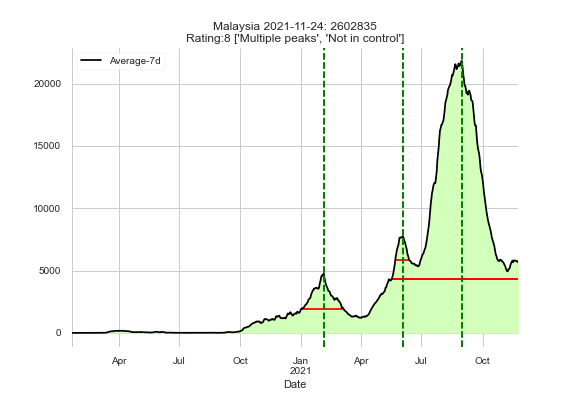 Malaysia 2021-11-24: 2602835
Rating:8 ['Multiple peaks', 'Not in control']
Average-7d
20000
15000
10000
5000
0
Apr Jul Oct Jan Apr Jul Oct
2021
Date